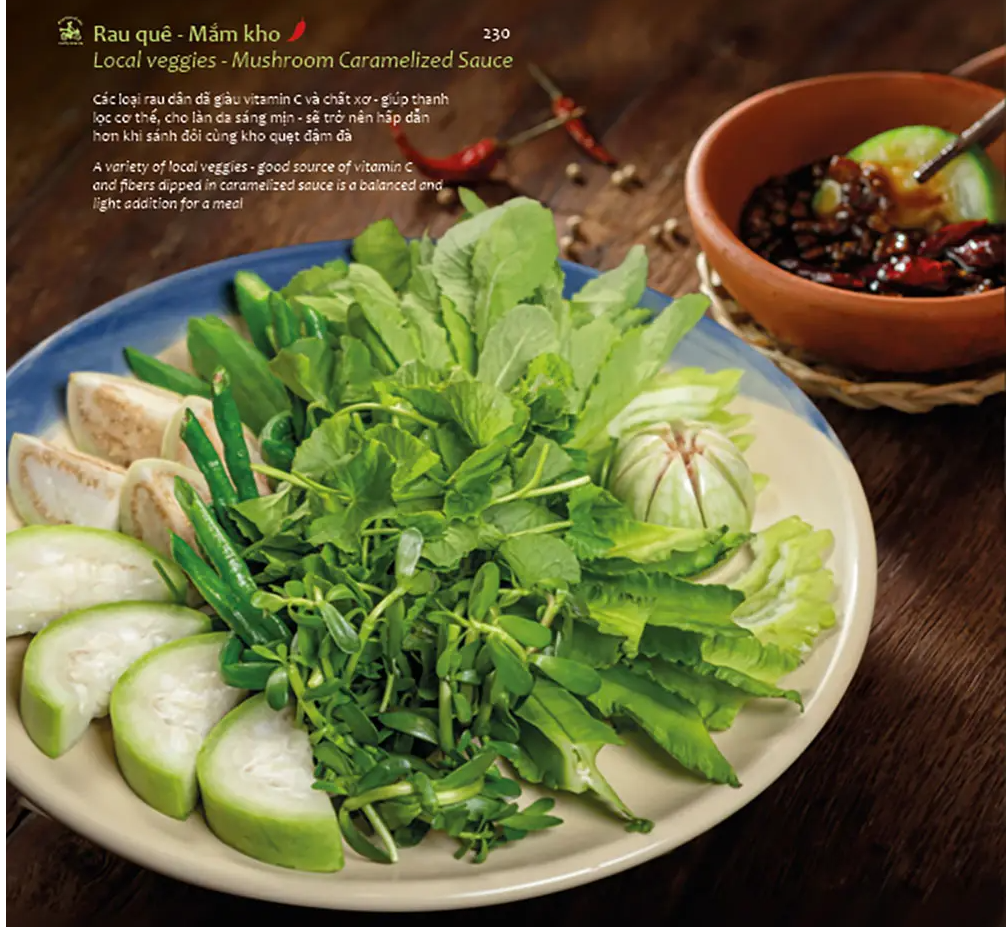 Rau quê - Mắm kho
230
Local veggies - Mushroom Caramelized Sauce
Các loại rau dân dã giàu vitamin C và chất xơ - giúp thanh
lọc cơ thể, cho làn da sáng mịn - sẽ trở nên hấp dẫn
hơn khi sánh đôi cùng kho quẹt đậm đà
A variety of local veggies - good source of vitamin C
and fibers dipped in caramelized sauce is a balanced and
light addition for a meal